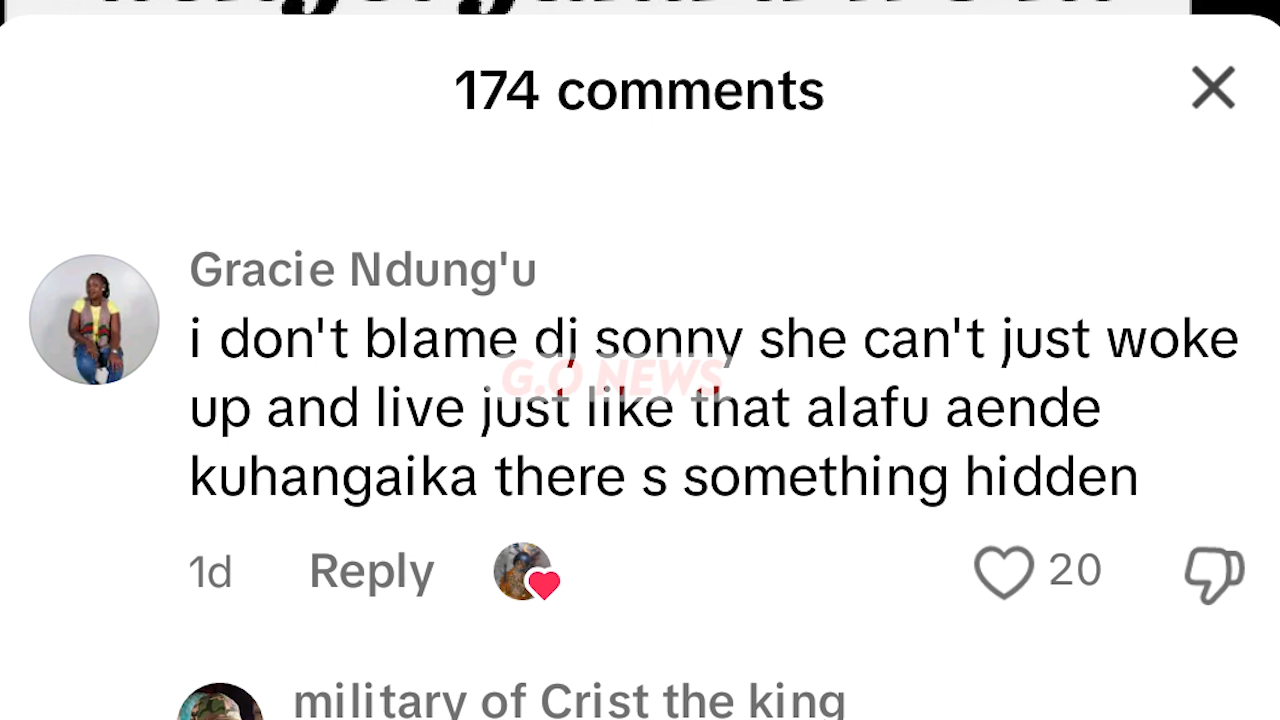 174 comments
Gracie Ndung'u
i don't blame dj sonny she can't just woke
up and live just like that alafu aende
G.O NEWS
kuhangaika there s something hidden
1d Reply 20
military of Crist the king